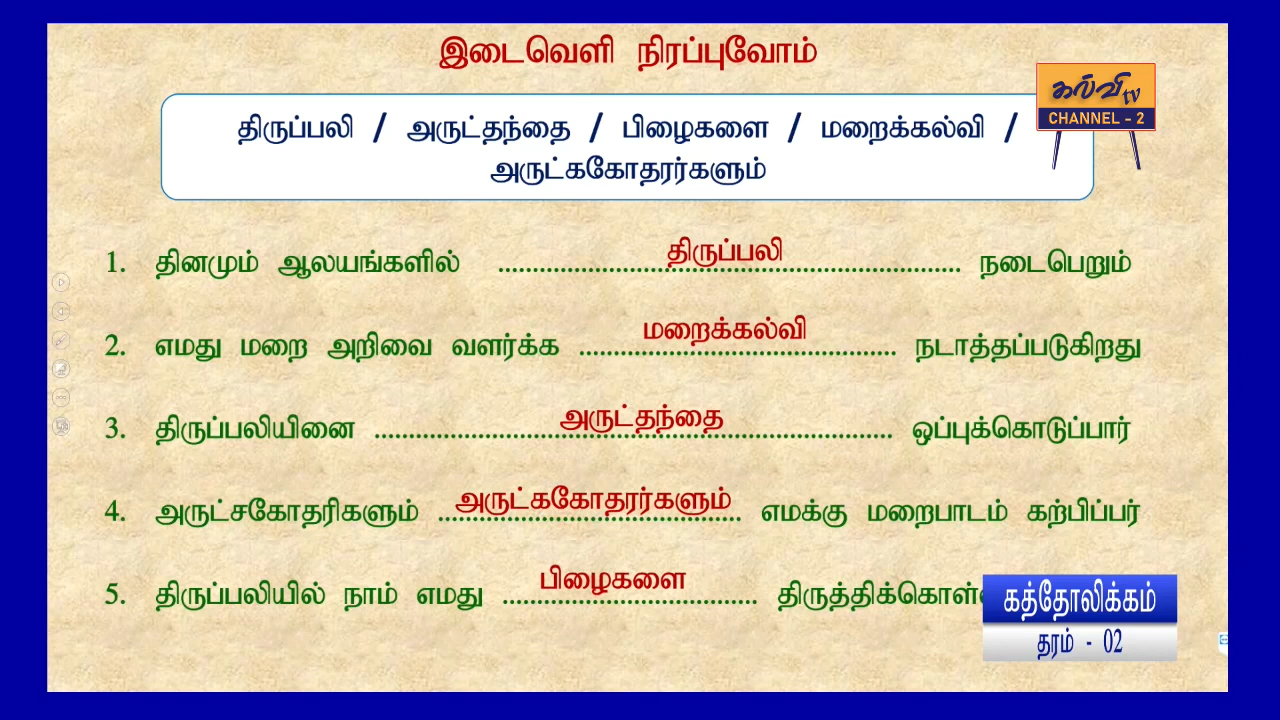 இடைவெளி நிரப்புவோம்
கல்வி tv
CHANNEL - 2
திருப்பலி / அருட்தந்தை / பிழைகளை / மறைக்கல்வி /
அருட்ககோதரர்களும்
1. தினமும் ஆலயங்களில் திருப்பலி நடைபெறும்
2. எமது மறை அறிவை வளர்க்க மறைக்கல்வி நடாத்தப்படுகிறது
3. திருப்பலியினை அருட்தந்தை ஒப்புக்கொடுப்பார்
4. அருட்சகோதரிகளும் அருட்ககோதரர்களும் எமக்கு மறைபாடம் கற்பிப்பர்
5. திருப்பலியில் நாம் எமது பிழைகளை
கத்தோலிக்கம்
தரம் - 02